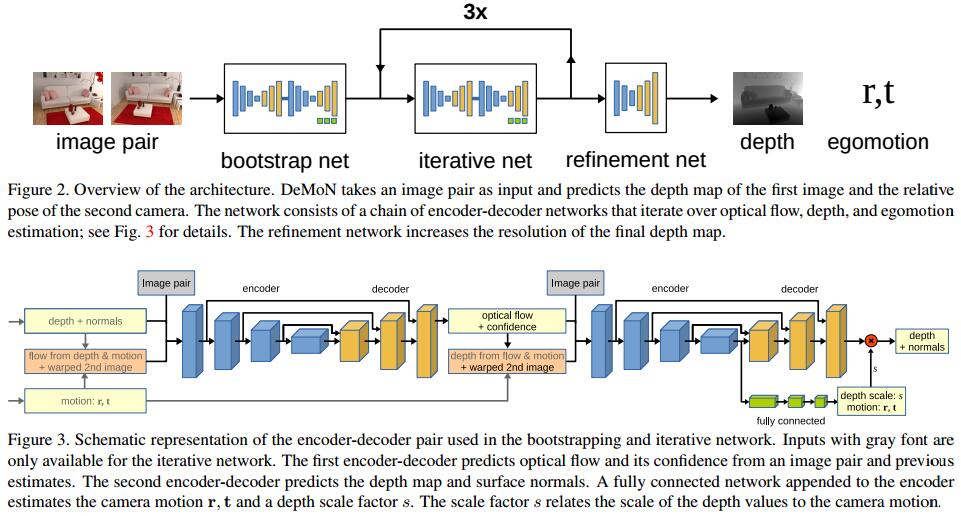 3x
image pair
bootstrap net
iterative net
refinement net
depth
r,t
egomotion
Figure 2. Overview of the architecture. DeMoN takes an image pair as input and predicts the depth map of the first image and the relative
pose of the second camera. The network consists of a chain of encoder-decoder networks that iterate over optical flow, depth, and egomotion
estimation; see Fig. 3 for details. The refinement network increases the resolution of the final depth map.
Image pair
encoder
decoder
depth + normals
flow from depth & motion
+ warped 2nd image
motion: r, t
optical flow
+ confidence
depth from flow & motion
+ warped 2nd image
Image pair
encoder
decoder
depth
+ normals
s
depth scale: s
motion: r, t
fully connected
Figure 3. Schematic representation of the encoder-decoder pair used in the bootstrapping and iterative network. Inputs with gray font are
only available for the iterative network. The first encoder-decoder predicts optical flow and its confidence from an image pair and previous
estimates. The second encoder-decoder predicts the depth map and surface normals. A fully connected network appended to the encoder
estimates the camera motion r, t and a depth scale factor s. The scale factor s relates the scale of the depth values to the camera motion.